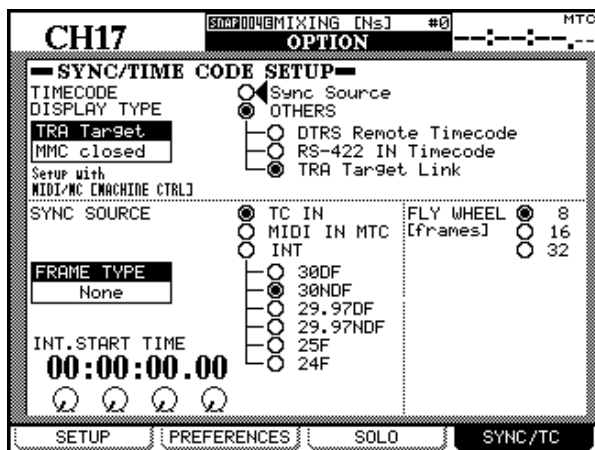 CH17
SNAP004 MIXING [Ns] #0
OPTION
MTC
--:--:--.--
SYNC/TIME CODE SETUP
TIMECODE
DISPLAY TYPE
Sync Source
OTHERS
TRA Target
MMC closed
DTRS Remote Timecode
RS-422 IN Timecode
TRA Target Link
Setup with
MIDI/MC [MACHINE CTRL]
SYNC SOURCE
TC IN
MIDI IN MTC
INT
FLY WHEEL
[frames]
8
16
32
FRAME TYPE
None
30DF
30NDF
29.97DF
29.97NDF
25F
24F
INT.START TIME
00:00:00.00
SETUP
PREFERENCES
SOLO
SYNC/TC